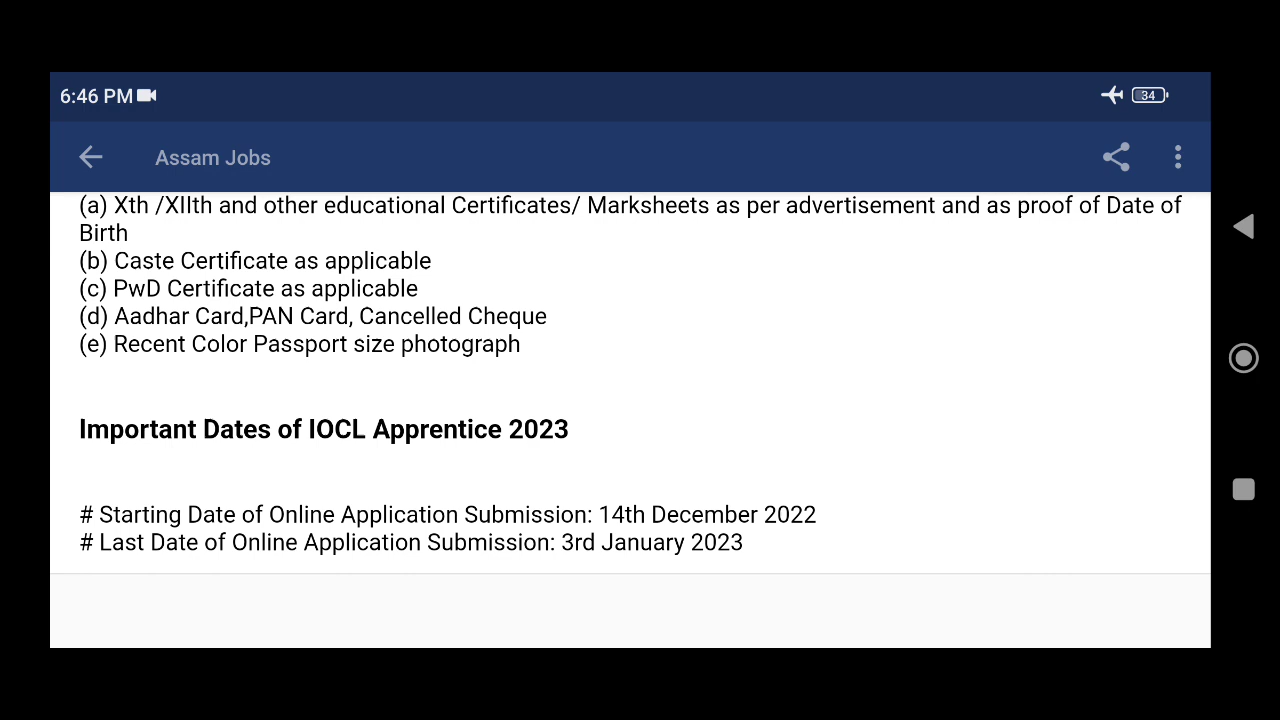 6:46 PM
34
Assam Jobs
(a) Xth /XIIth and other educational Certificates/ Marksheets as per advertisement and as proof of Date of
Birth
(b) Caste Certificate as applicable
(c) PwD Certificate as applicable
(d) Aadhar Card,PAN Card, Cancelled Cheque
(e) Recent Color Passport size photograph
Important Dates of IOCL Apprentice 2023
# Starting Date of Online Application Submission: 14th December 2022
# Last Date of Online Application Submission: 3rd January 2023